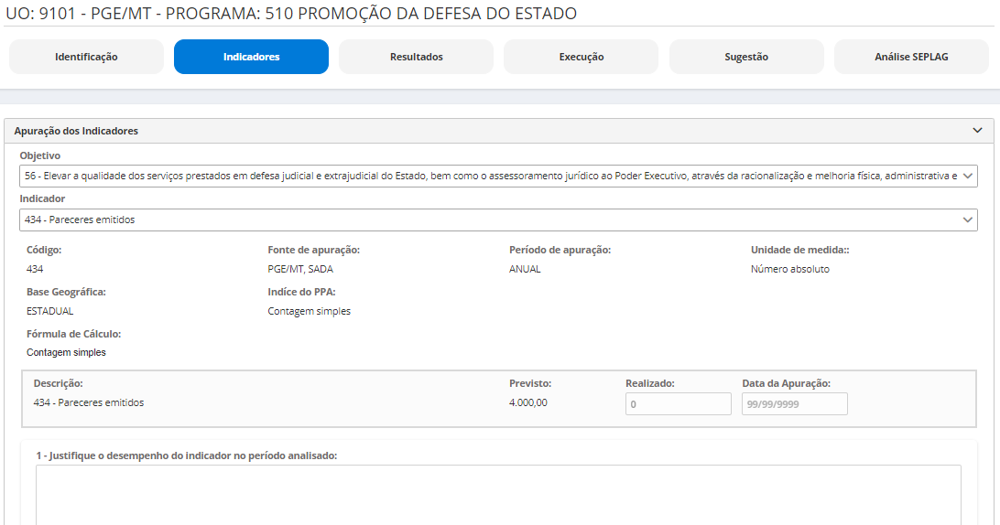 UO: 9101 - PGE/MT - PROGRAMA: 510 PROMOÇÃO DA DEFESA DO ESTADO
Identificação Indicadores Resultados Execução Sugestão Análise SEPLAG
Apuração dos Indicadores
Objetivo
56 - Elevar a qualidade dos serviços prestados em defesa judicial e extrajudicial do Estado, bem como o assessoramento jurídico ao Poder Executivo, através da racionalização e melhoria física, administrativa e
Indicador
434 - Pareceres emitidos
Código: Fonte de apuração: Período de apuração: Unidade de medida::
434 PGE/MT, SADA ANUAL Número absoluto
Base Geográfica: Indíce do PPA:
ESTADUAL Contagem simples
Fórmula de Cálculo:
Contagem simples
Descrição: Previsto: Realizado: Data da Apuração:
434 - Pareceres emitidos 4.000,00 0 99/99/9999
1 - Justifique o desempenho do indicador no período analisado: